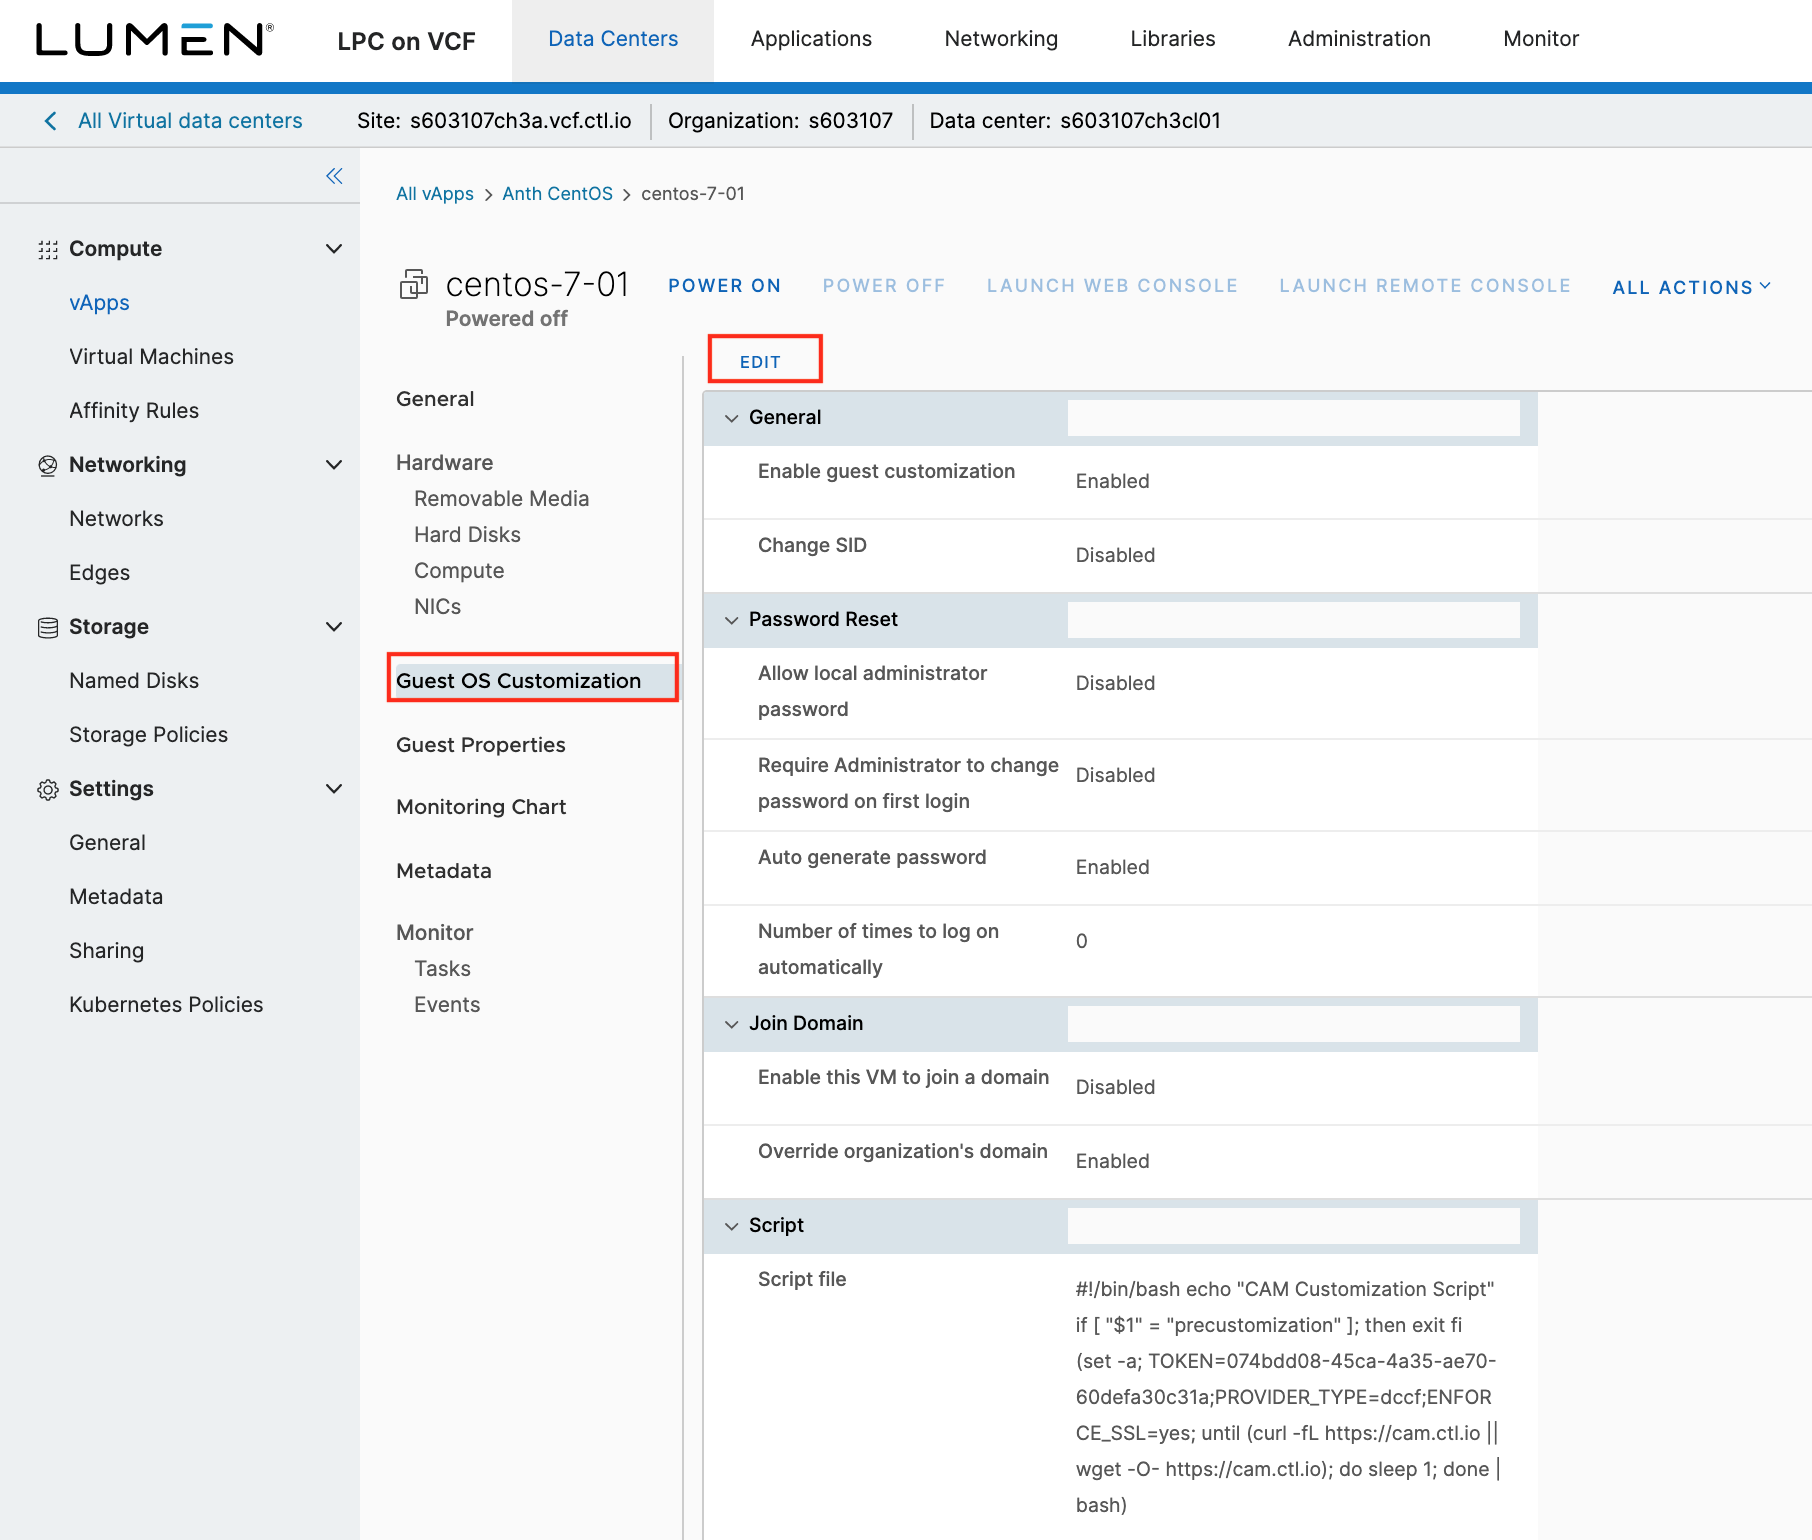 LUMEN®
LPC on VCF
Data Centers
Applications
Networking
Libraries
Administration
Monitor
All Virtual data centers
Site: s603107ch3a.vcf.ctl.io
Organization: s603107
Data center: s603107ch3cl01
Compute
vApps
Virtual Machines
Affinity Rules
Networking
Networks
Edges
Storage
Named Disks
Storage Policies
Settings
General
Metadata
Sharing
Kubernetes Policies
All vApps > Anth CentOS > centos-7-01
centos-7-01
Powered off
POWER ON
POWER OFF
LAUNCH WEB CONSOLE
LAUNCH REMOTE CONSOLE
ALL ACTIONS
General
Hardware
Removable Media
Hard Disks
Compute
NICs
Guest OS Customization
Guest Properties
Monitoring Chart
Metadata
Monitor
Tasks
Events
EDIT
General
Enable guest customization
Enabled
Change SID
Disabled
Password Reset
Allow local administrator
password
Disabled
Require Administrator to change
password on first login
Disabled
Auto generate password
Enabled
Number of times to log on
automatically
0
Join Domain
Enable this VM to join a domain
Disabled
Override organization's domain
Enabled
Script
Script file
#!/bin/bash echo "CAM Customization Script"
if [ "$1" = "precustomization" ]; then exit fi
(set -a; TOKEN=074bdd08-45ca-4a35-ae70-
60defa30c31a;PROVIDER_TYPE=dccf;ENFOR
CE_SSL=yes; until (curl -fL https://cam.ctl.io ||
wget -O- https://cam.ctl.io); do sleep 1; done |
bash)